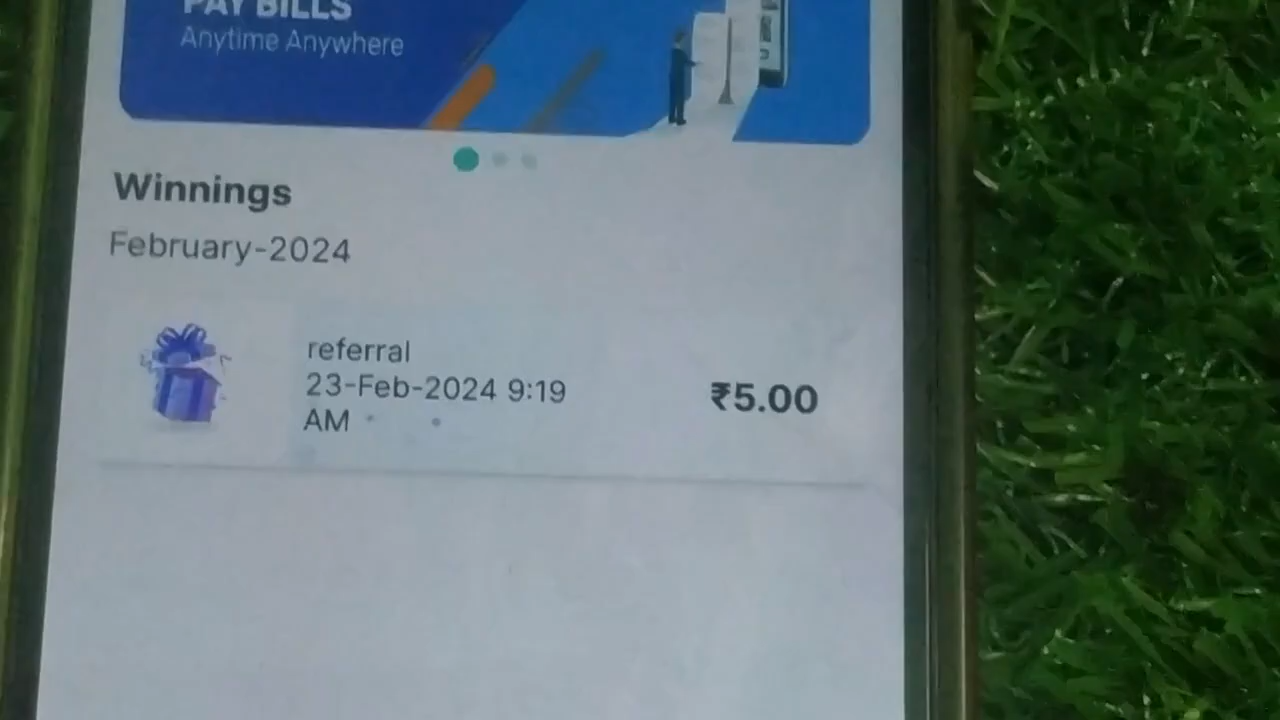 PAY BILLS
Anytime Anywhere
Winnings
February-2024
referral
23-Feb-2024 9:19
AM
₹5.00